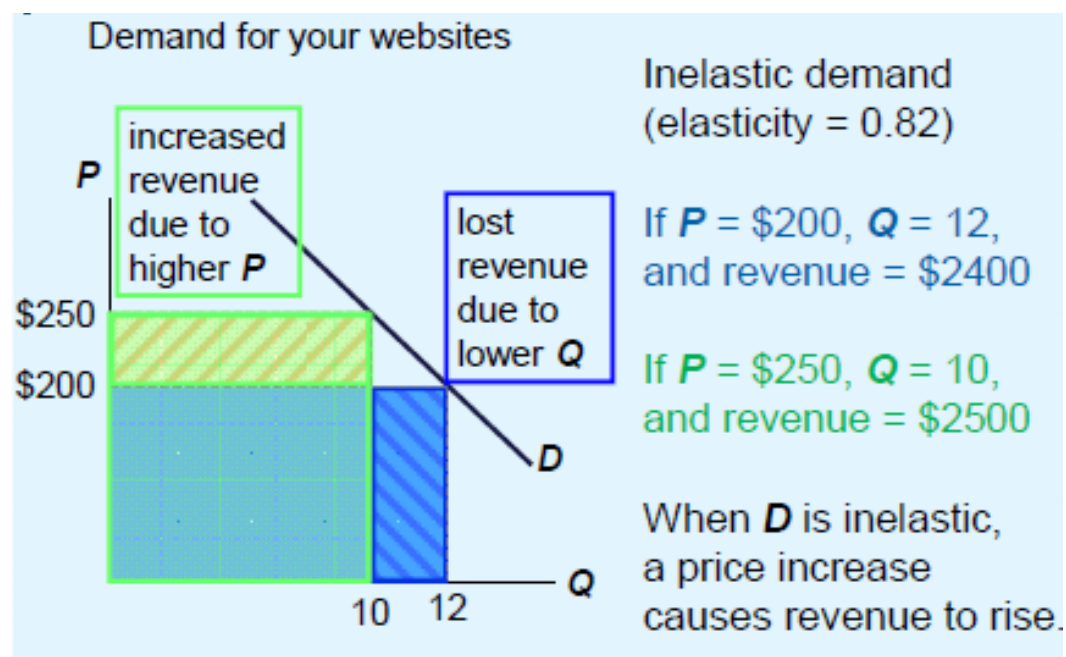 Demand for your websites
increased
revenue
due to
higher P
P
$250
$200
lost
revenue
due to
lower Q
D
Q
10
12
Inelastic demand
(elasticity = 0.82)
If P = $200, Q = 12,
and revenue = $2400
If P = $250, Q = 10,
and revenue = $2500
When D is inelastic,
a price increase
causes revenue to rise.